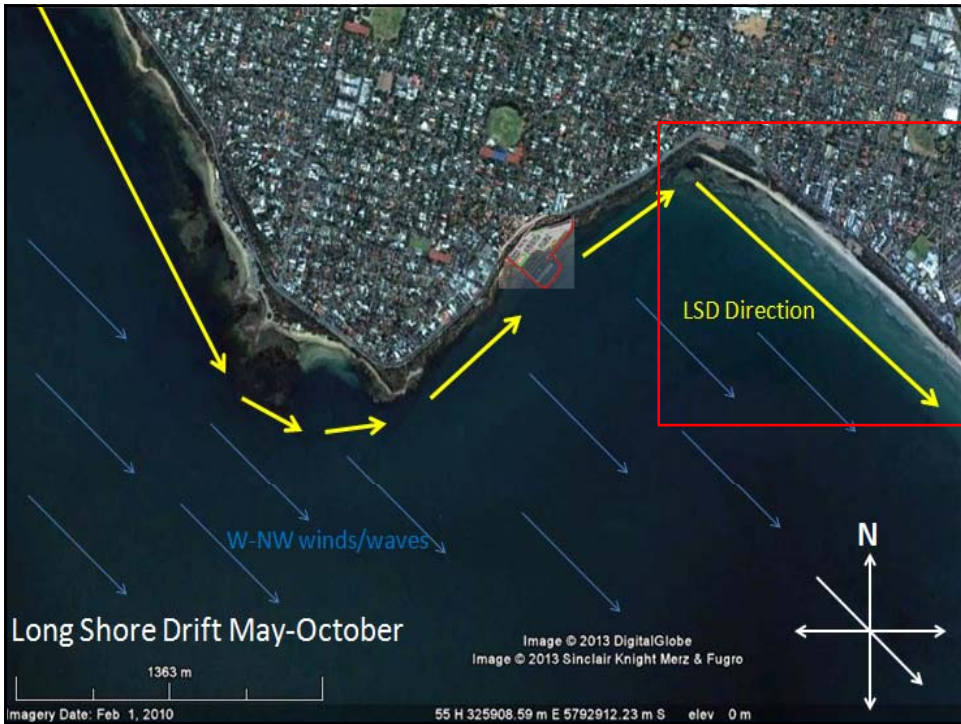 LSD Direction
W-NW winds/waves
N
Long Shore Drift May-October
Image © 2013 DigitalGlobe
Image © 2013 Sinclair Knight Merz & Fugro
1363 m
Imagery Date: Feb 1, 2010
55 H 325908.59 m E 5792912.23 m S elev 0 m